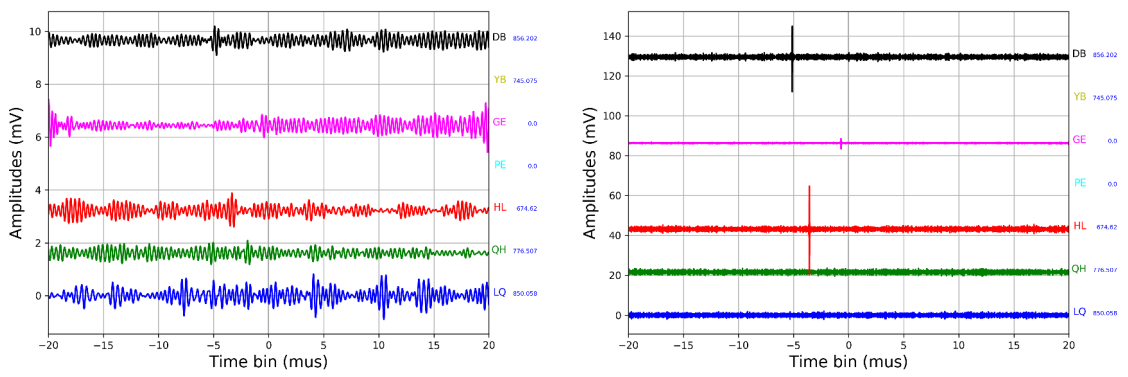 Amplitudes (mV)
10
8
6
4
2
0
−20
−15
−10
−5
0
5
10
15
20
Time bin (mus)
DB 856.202
YB 745.075
GE 0.0
PE 0.0
HL 674.62
QH 776.507
LQ 850.058
Amplitudes (mV)
140
120
100
80
60
40
20
0
−20
−15
−10
−5
0
5
10
15
20
Time bin (mus)
DB 856.202
YB 745.075
GE 0.0
PE 0.0
HL 674.62
QH 776.507
LQ 850.058